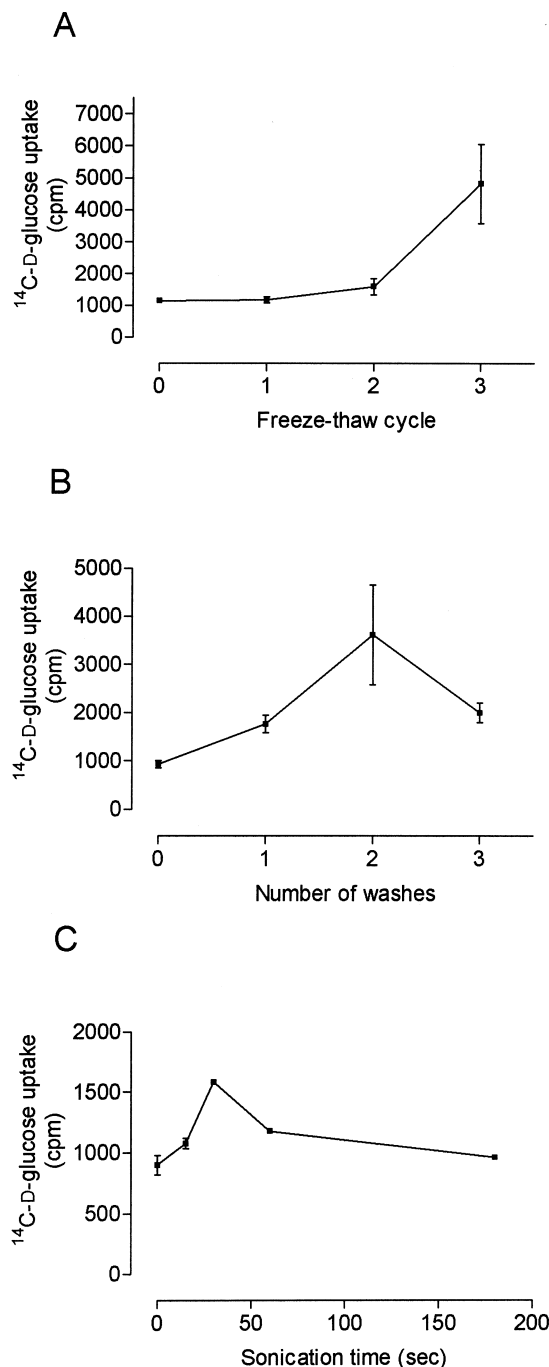 A
¹⁴C-D-glucose uptake
(cpm)
7000
6000
5000
4000
3000
2000
1000
0
0 1 2 3
Freeze-thaw cycle
B
¹⁴C-D-glucose uptake
(cpm)
5000
4000
3000
2000
1000
0
0 1 2 3
Number of washes
C
¹⁴C-D-glucose uptake
(cpm)
2000
1500
1000
500
0
0 50 100 150 200
Sonication time (sec)